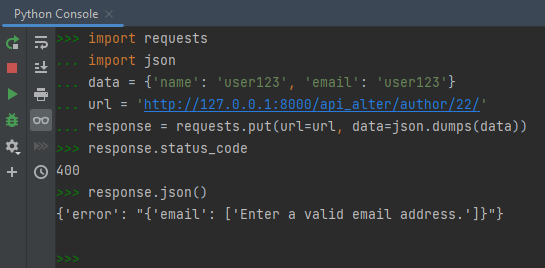 Python Console
>>> import requests
... import json
... data = {'name': 'user123', 'email': 'user123'}
... url = 'http://127.0.0.1:8000/api_alter/author/22/'
... response = requests.put(url=url, data=json.dumps(data))
>>> response.status_code
400
>>> response.json()
{'error': "{'email': ['Enter a valid email address.']}"}
>>>